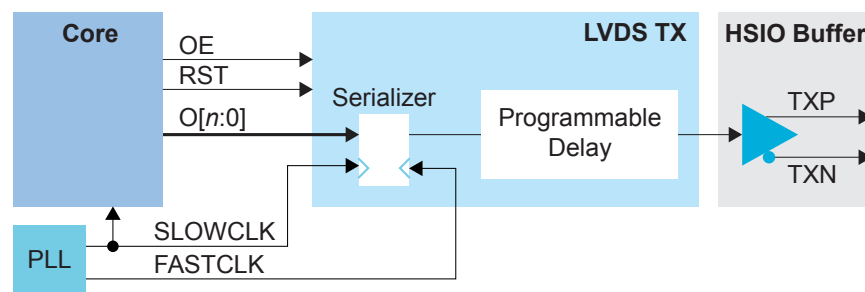 Core
LVDS TX
HSIO Buffer
OE
RST
O[n:0]
Serializer
Programmable
Delay
TXP
TXN
SLOWCLK
FASTCLK
PLL